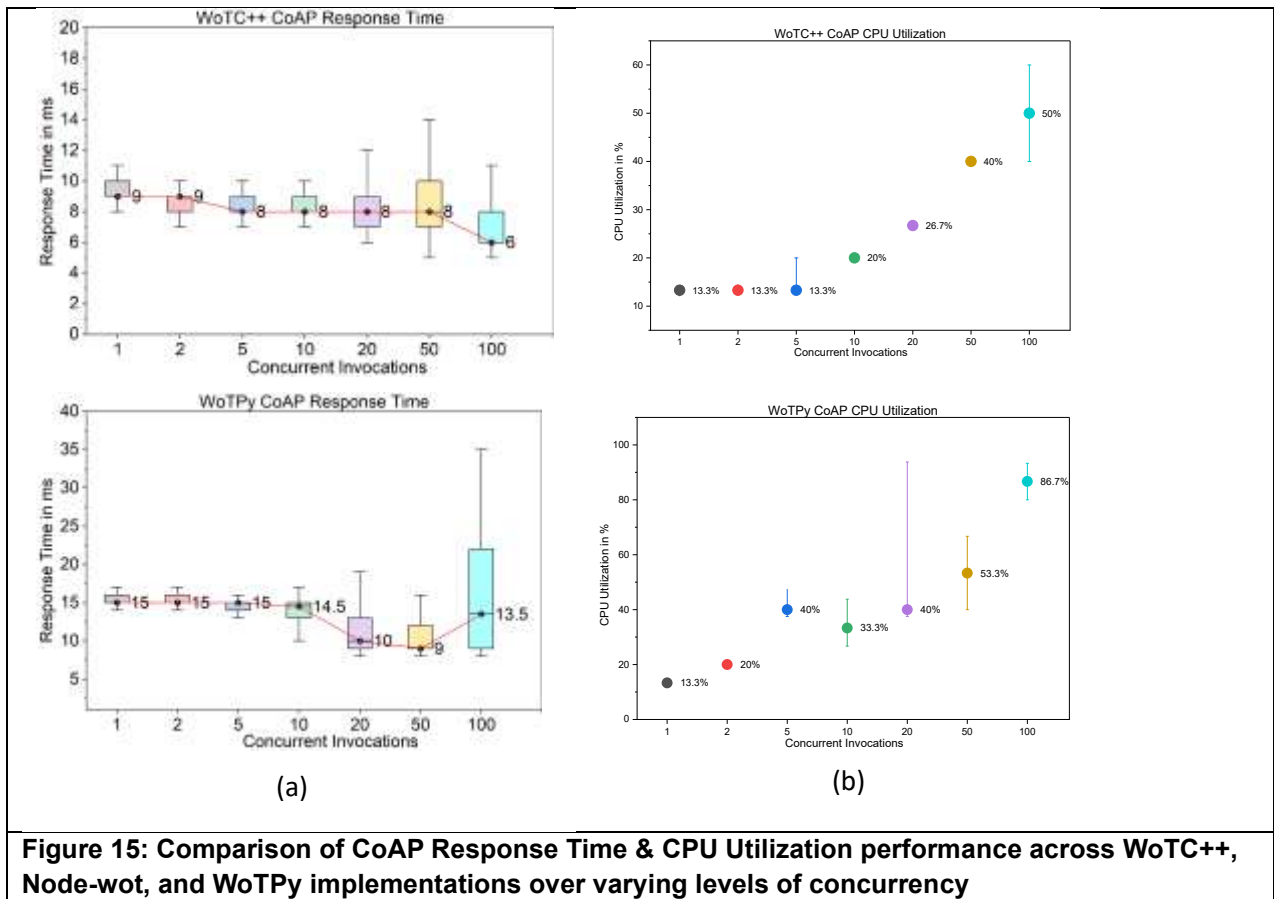 WoTC++ CoAP Response Time
20
18
16
14
12
10
8
6
4
2
0
Response Time in ms
9
9
8
8
8
8
6
1 2 5 10 20 50 100
Concurrent Invocations
WoTC++ CoAP CPU Utilization
60
50
40
30
20
10
CPU Utilization in %
13.3%
13.3%
13.3%
20%
26.7%
40%
50%
1 2 5 10 20 50 100
Concurrent Invocations
WoTPy CoAP Response Time
40
35
30
25
20
15
10
5
Response Time in ms
15
15
15
14.5
10
9
13.5
1 2 5 10 20 50 100
Concurrent Invocations
WoTPy CoAP CPU Utilization
100
80
60
40
20
0
CPU Utilization in %
13.3%
20%
40%
33.3%
40%
53.3%
86.7%
1 2 5 10 20 50 100
Concurrent Invocations
(a)
(b)
Figure 15: Comparison of CoAP Response Time & CPU Utilization performance across WoTC++,
Node-wot, and WoTPy implementations over varying levels of concurrency